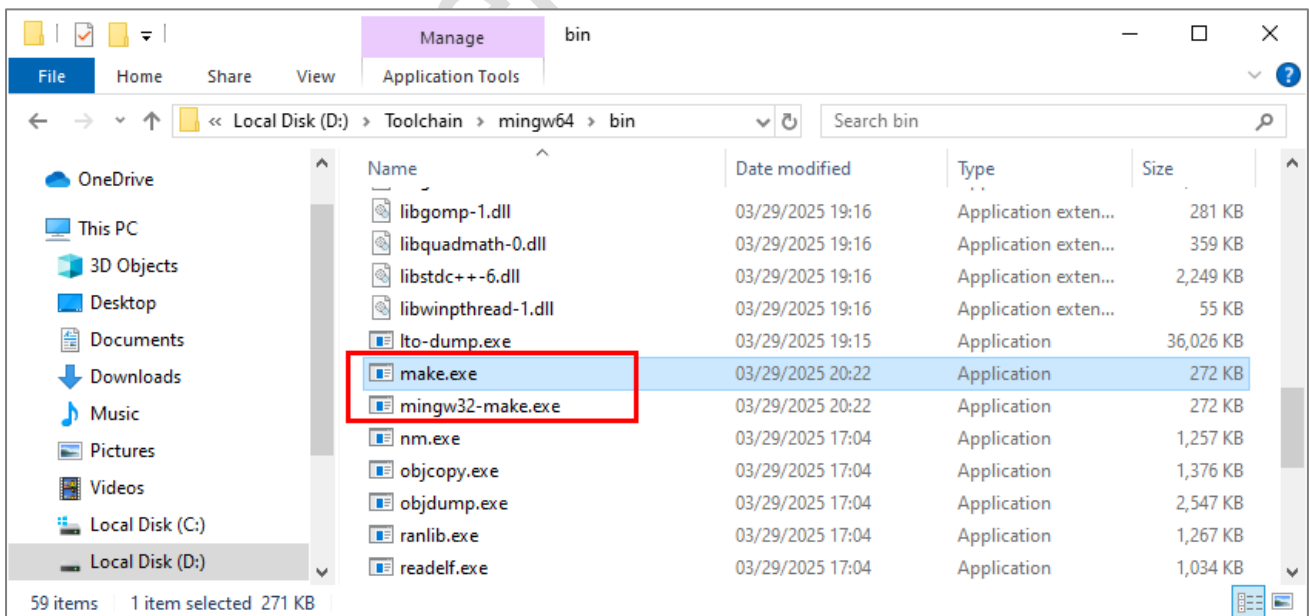 Manage bin
File Home Share View Application Tools
« Local Disk (D:) › Toolchain › mingw64 › bin Search bin
OneDrive
This PC
3D Objects
Desktop
Documents
Downloads
Music
Pictures
Videos
Local Disk (C:)
Local Disk (D:)
Name Date modified Type Size
libgomp-1.dll 03/29/2025 19:16 Application exten... 281 KB
libquadmath-0.dll 03/29/2025 19:16 Application exten... 359 KB
libstdc++-6.dll 03/29/2025 19:16 Application exten... 2,249 KB
libwinpthread-1.dll 03/29/2025 19:16 Application exten... 55 KB
lto-dump.exe 03/29/2025 19:15 Application 36,026 KB
make.exe 03/29/2025 20:22 Application 272 KB
mingw32-make.exe 03/29/2025 20:22 Application 272 KB
nm.exe 03/29/2025 17:04 Application 1,257 KB
objcopy.exe 03/29/2025 17:04 Application 1,376 KB
objdump.exe 03/29/2025 17:04 Application 2,547 KB
ranlib.exe 03/29/2025 17:04 Application 1,267 KB
readelf.exe 03/29/2025 17:04 Application 1,034 KB
59 items 1 item selected 271 KB